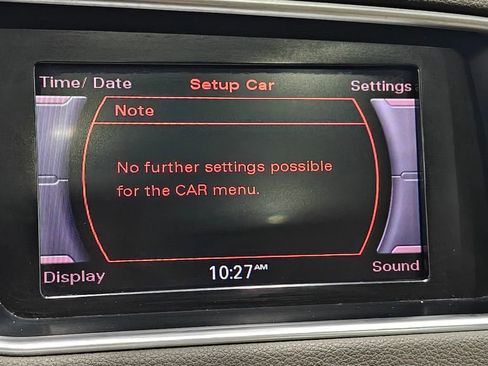 Time/ Date Setup Car Settings
Note
No further settings possible
for the CAR menu.
Display 10:27AM Sound